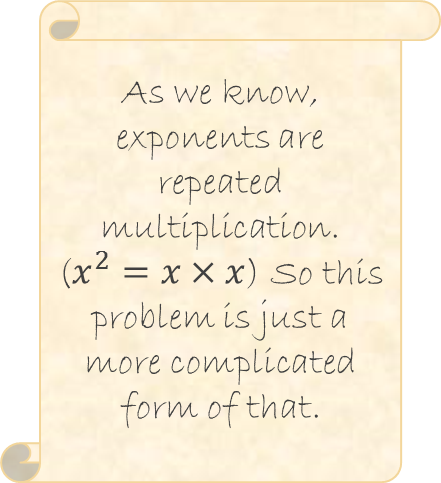 As we know,
exponents are
repeated
multiplication.
(𝑥² = 𝑥 × 𝑥) So this
problem is just a
more complicated
form of that.